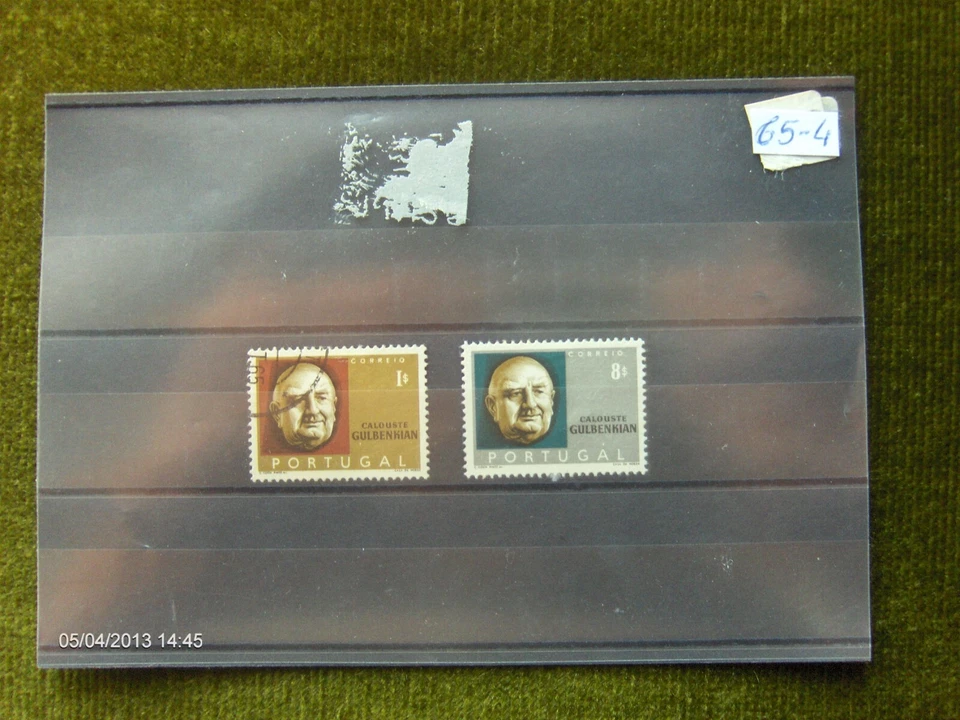 65-4
CORREIO
1$
CALOUSTE
GULBENKIAN
PORTUGAL
CORREIO
8$
CALOUSTE
GULBENKIAN
PORTUGAL
05/04/2013 14:45